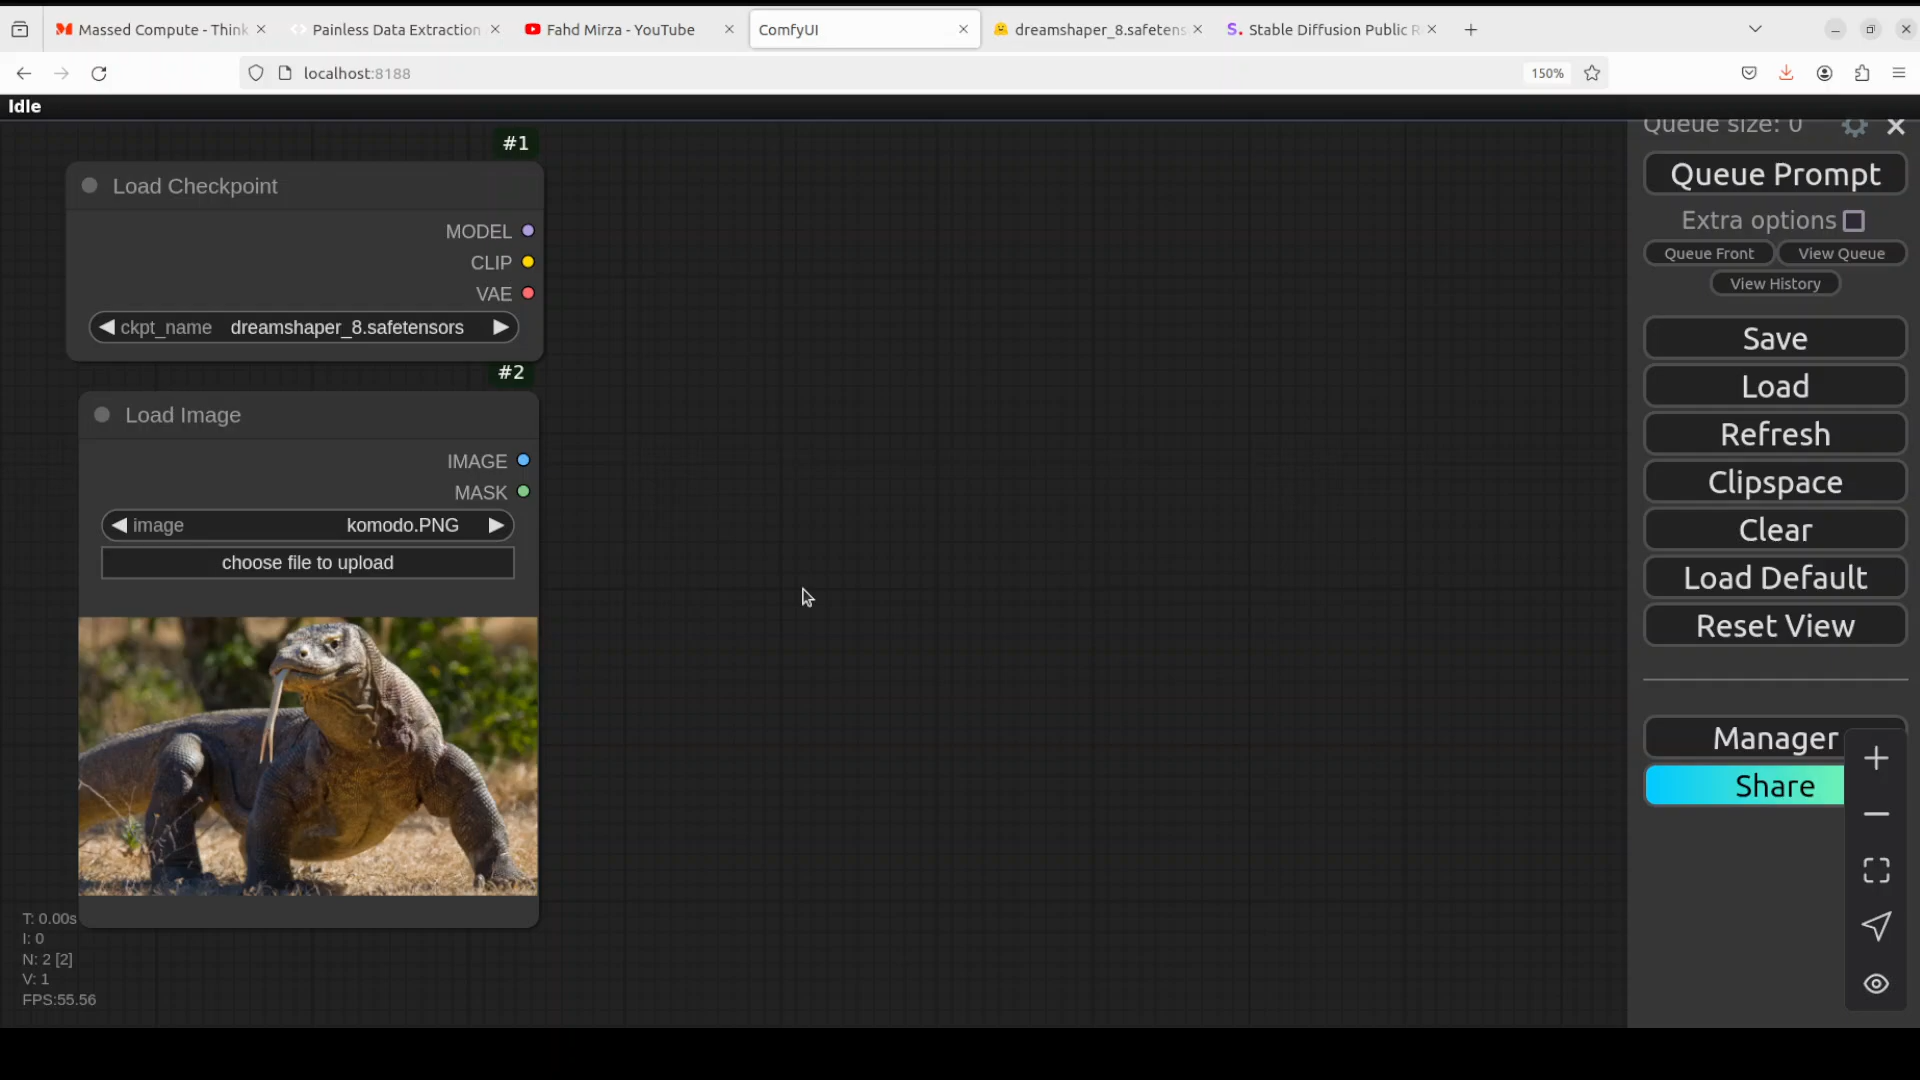 Massed Compute - Think
Painless Data Extraction
Fahd Mirza - YouTube
ComfyUI
dreamshaper_8.safetens
Stable Diffusion Public R
localhost:8188
150%
Idle
#1
Load Checkpoint
MODEL
CLIP
VAE
ckpt_name dreamshaper_8.safetensors
#2
Load Image
IMAGE
MASK
image komodo.PNG
choose file to upload
T: 0.00s
I: 0
N: 2 [2]
V: 1
FPS:55.56
Queue size: 0
Queue Prompt
Extra options
Queue Front View Queue
View History
Save
Load
Refresh
Clipspace
Clear
Load Default
Reset View
Manager
Share